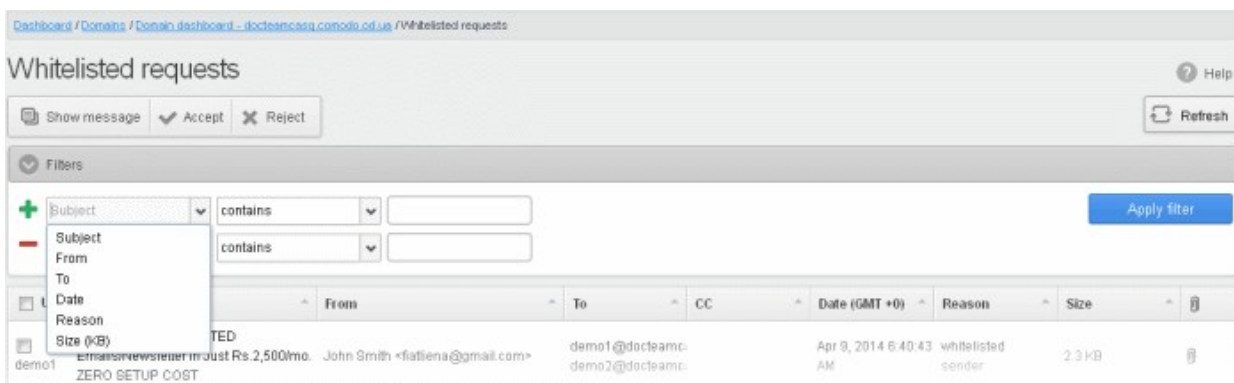 Dashboard / Domains / Domain dashboard - docteamcasg.comodo.od.ua / Whitelisted requests
Whitelisted requests
Help
Show message Accept Reject
Refresh
Filters
Subject contains
Apply filter
contains
Subject
From
To
Date
Reason
Size (KB)
U From To CC Date (GMT +0) Reason Size
TED
Emails/Newsletter in Just Rs.2,500/mo.
ZERO SETUP COST
demo1
John Smith <fiatliena@gmail.com>
demo1@docteamc
demo2@docteamc
Apr 9, 2014 6:40:43
AM
whitelisted
sender
2.3 KB